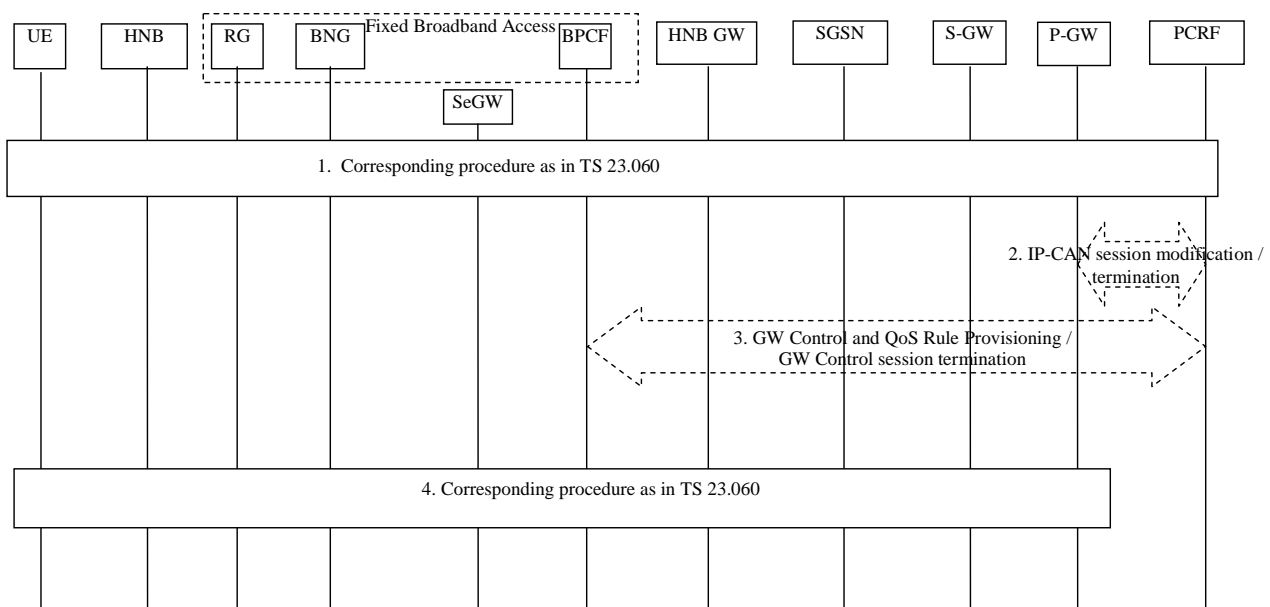 Fixed Broadband Access
UE
HNB
RG
BNG
BPCF
HNB GW
SGSN
S-GW
P-GW
PCRF
SeGW
1. Corresponding procedure as in TS 23.060
2. IP-CAN session modification /
termination
3. GW Control and QoS Rule Provisioning /
GW Control session termination
4. Corresponding procedure as in TS 23.060